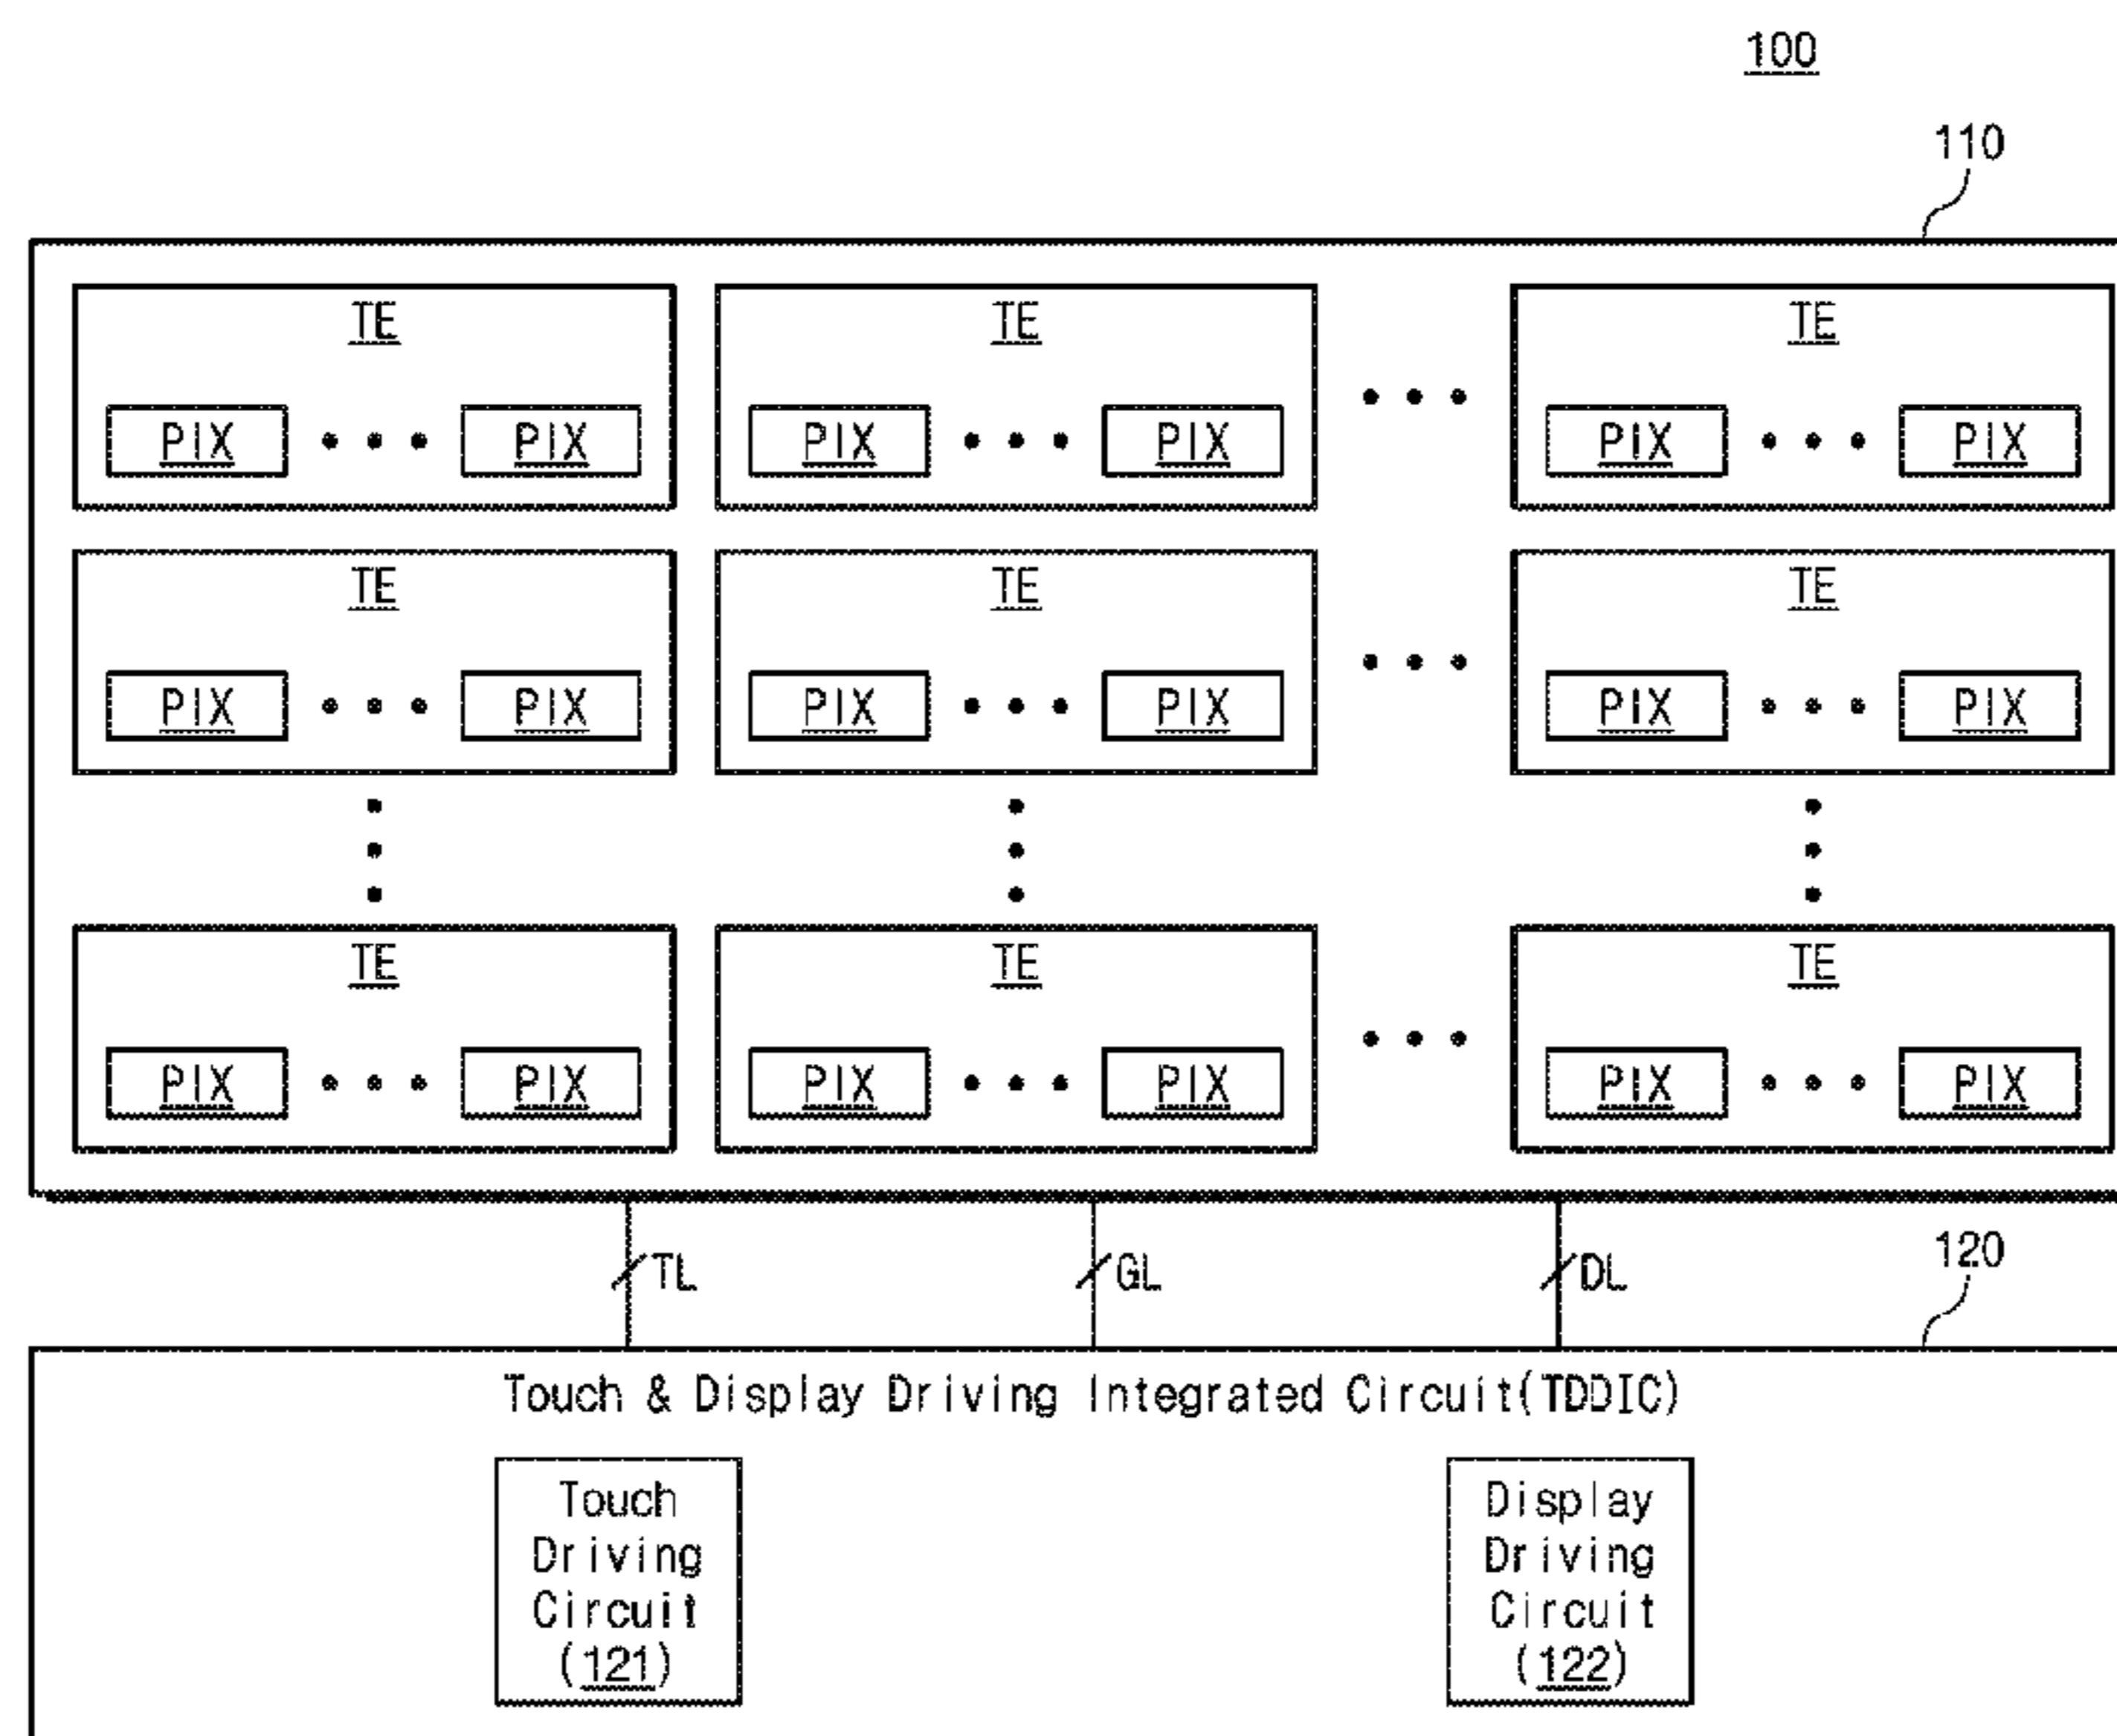 100
110
TE TE TE
PIX PIX PIX PIX PIX PIX
TE TE TE
PIX PIX PIX PIX PIX PIX
TE TE TE
PIX PIX PIX PIX PIX PIX
TL GL DL 120
Touch & Display Driving Integrated Circuit(TDDIC)
Touch
Driving
Circuit
(121)
Display
Driving
Circuit
(122)